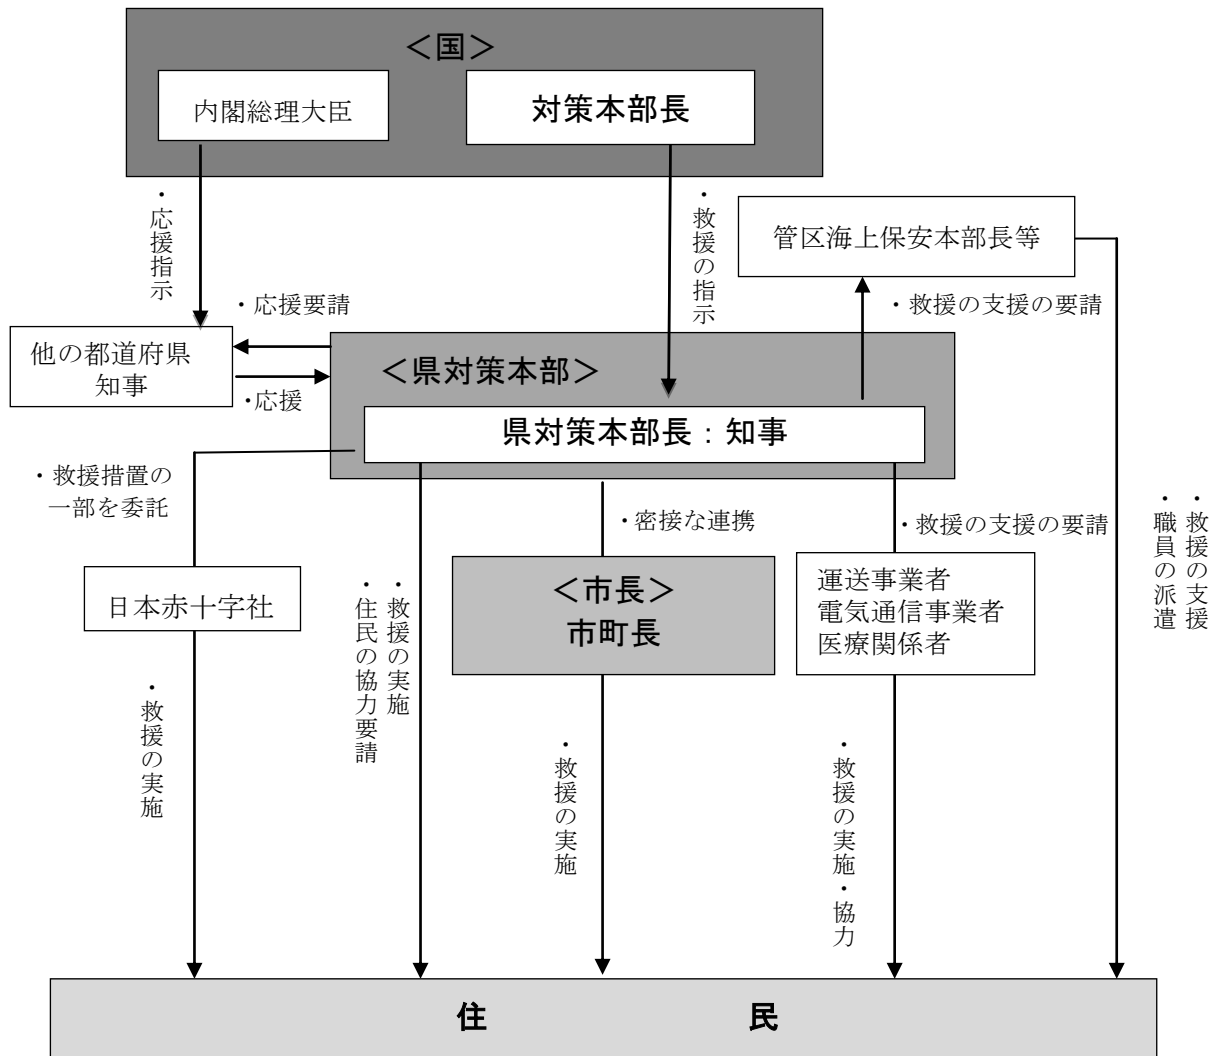 ＜国＞
内閣総理大臣
対策本部長
・応援指示
・救援の指示
管区海上保安本部長等
・応援要請
・救援の支援の要請
他の都道府県
知事
・応援
＜県対策本部＞
県対策本部長：知事
・救援措置の
一部を委託
・密接な連携
・救援の支援の要請
・救援の支援
・職員の派遣
日本赤十字社
・救援の実施
・住民の協力要請
＜市長＞
市町長
運送事業者
電気通信事業者
医療関係者
・救援の実施
・救援の実施
・救援の実施・協力
住民